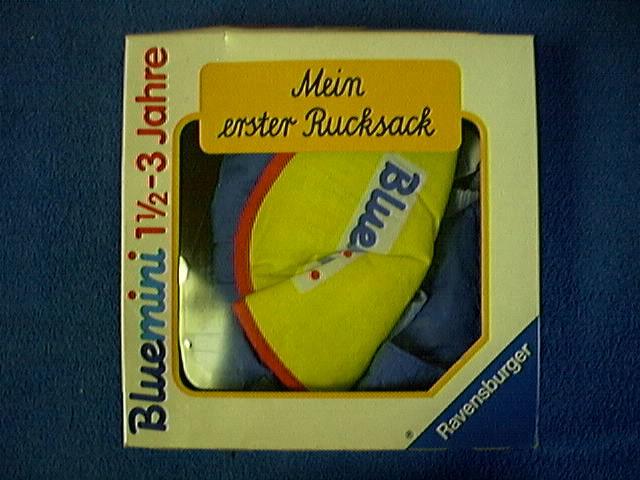 Mein
erster Rucksack
Bluemini 1½-3 Jahre
Blue
Ravensburger
®